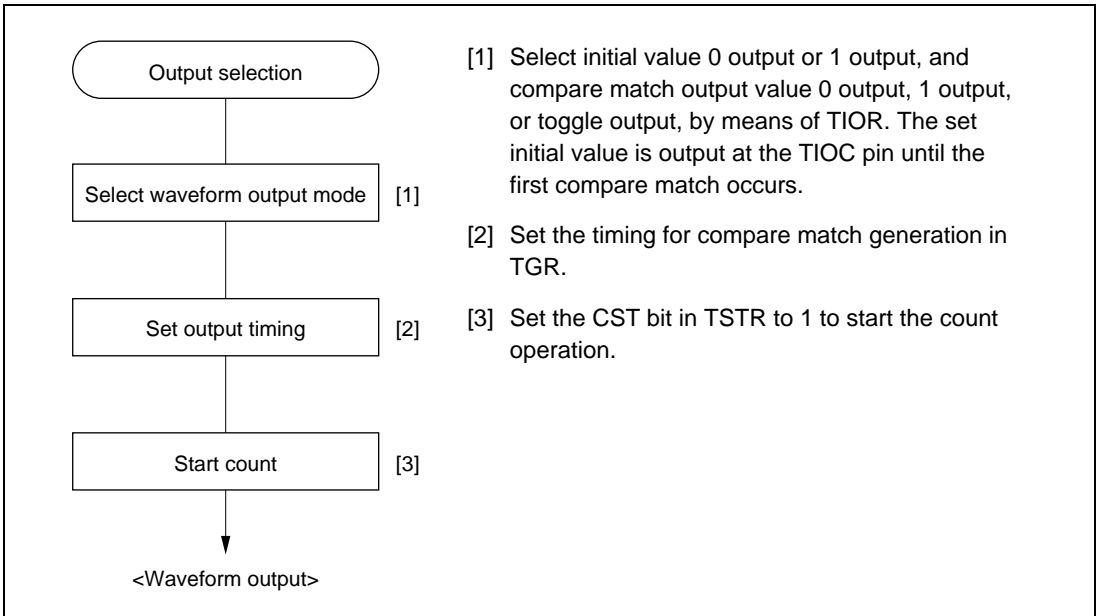 Output selection
Select waveform output mode [1]
Set output timing [2]
Start count [3]
<Waveform output>
[1] Select initial value 0 output or 1 output, and
compare match output value 0 output, 1 output,
or toggle output, by means of TIOR. The set
initial value is output at the TIOC pin until the
first compare match occurs.
[2] Set the timing for compare match generation in
TGR.
[3] Set the CST bit in TSTR to 1 to start the count
operation.